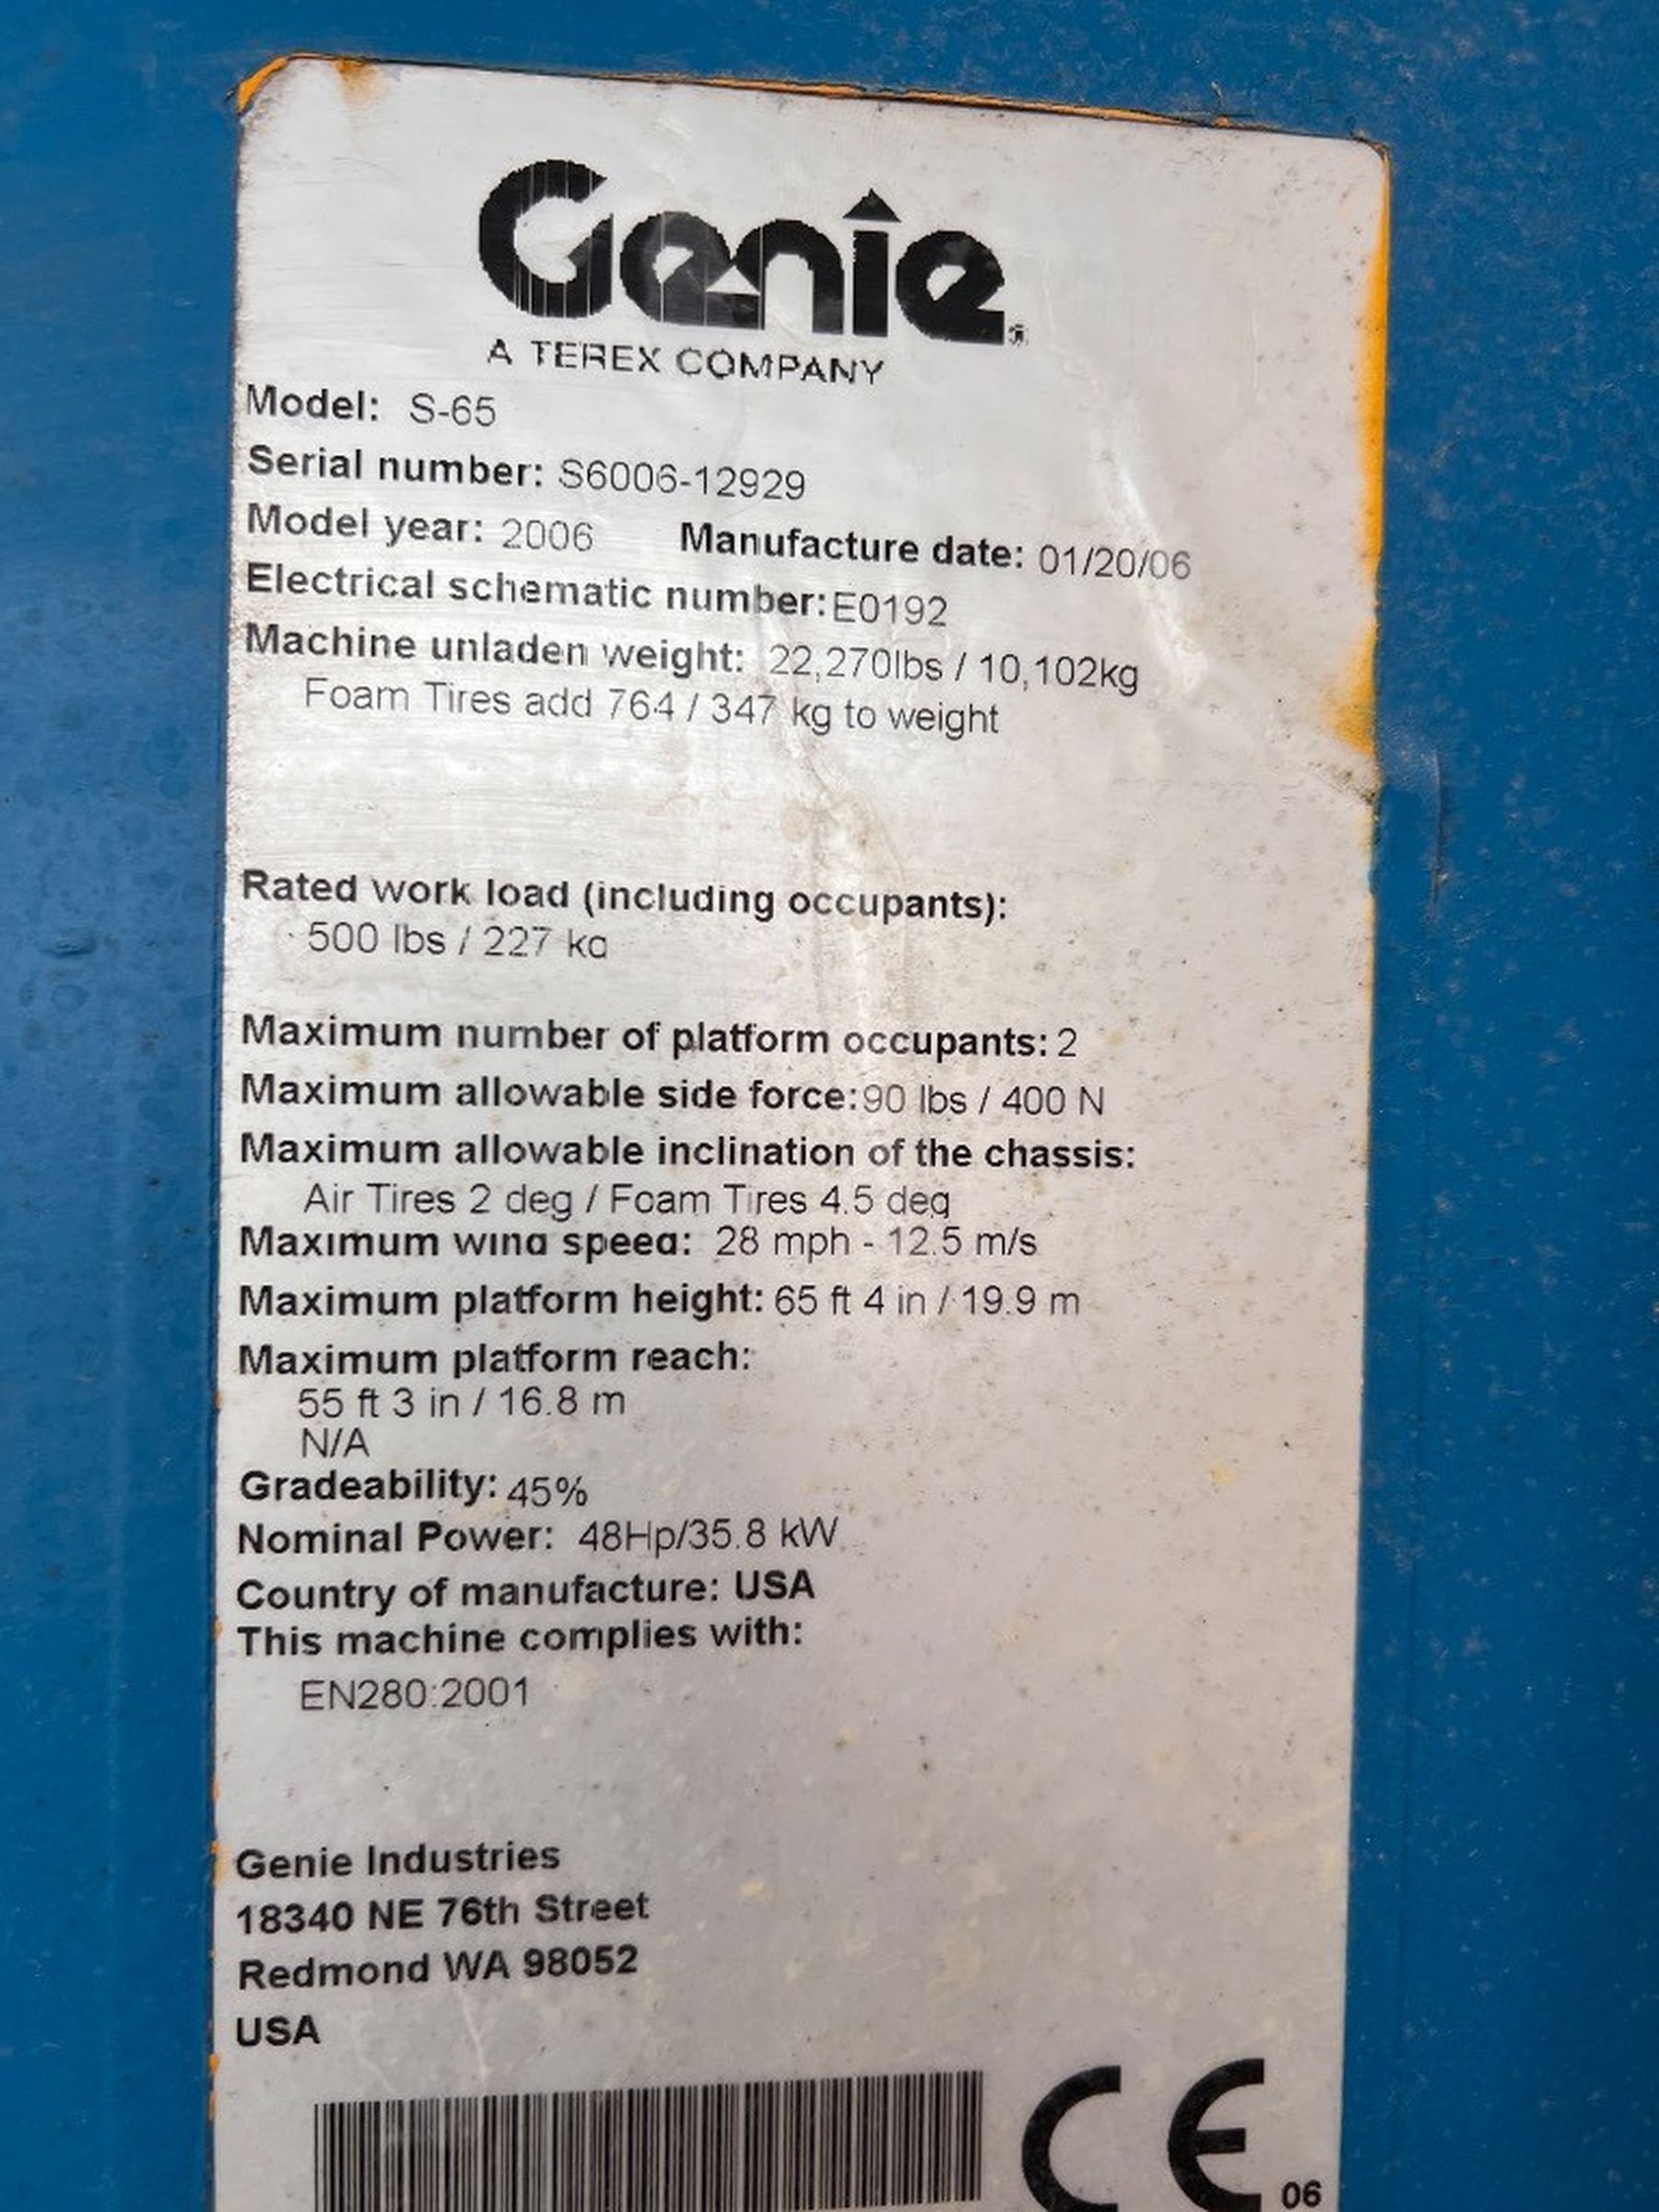 Genie®
A TEREX COMPANY
Model: S-65
Serial number: S6006-12929
Model year: 2006 Manufacture date: 01/20/06
Electrical schematic number:E0192
Machine unladen weight: 22,270lbs / 10,102kg
Foam Tires add 764 / 347 kg to weight
Rated work load (including occupants):
500 lbs / 227 kg
Maximum number of platform occupants: 2
Maximum allowable side force:90 lbs / 400 N
Maximum allowable inclination of the chassis:
Air Tires 2 deg / Foam Tires 4.5 deg
Maximum wind speed: 28 mph - 12.5 m/s
Maximum platform height: 65 ft 4 in / 19.9 m
Maximum platform reach:
55 ft 3 in / 16.8 m
N/A
Gradeability: 45%
Nominal Power: 48Hp/35.8 kW
Country of manufacture: USA
This machine complies with:
EN280:2001
Genie Industries
18340 NE 76th Street
Redmond WA 98052
USA
CE 06